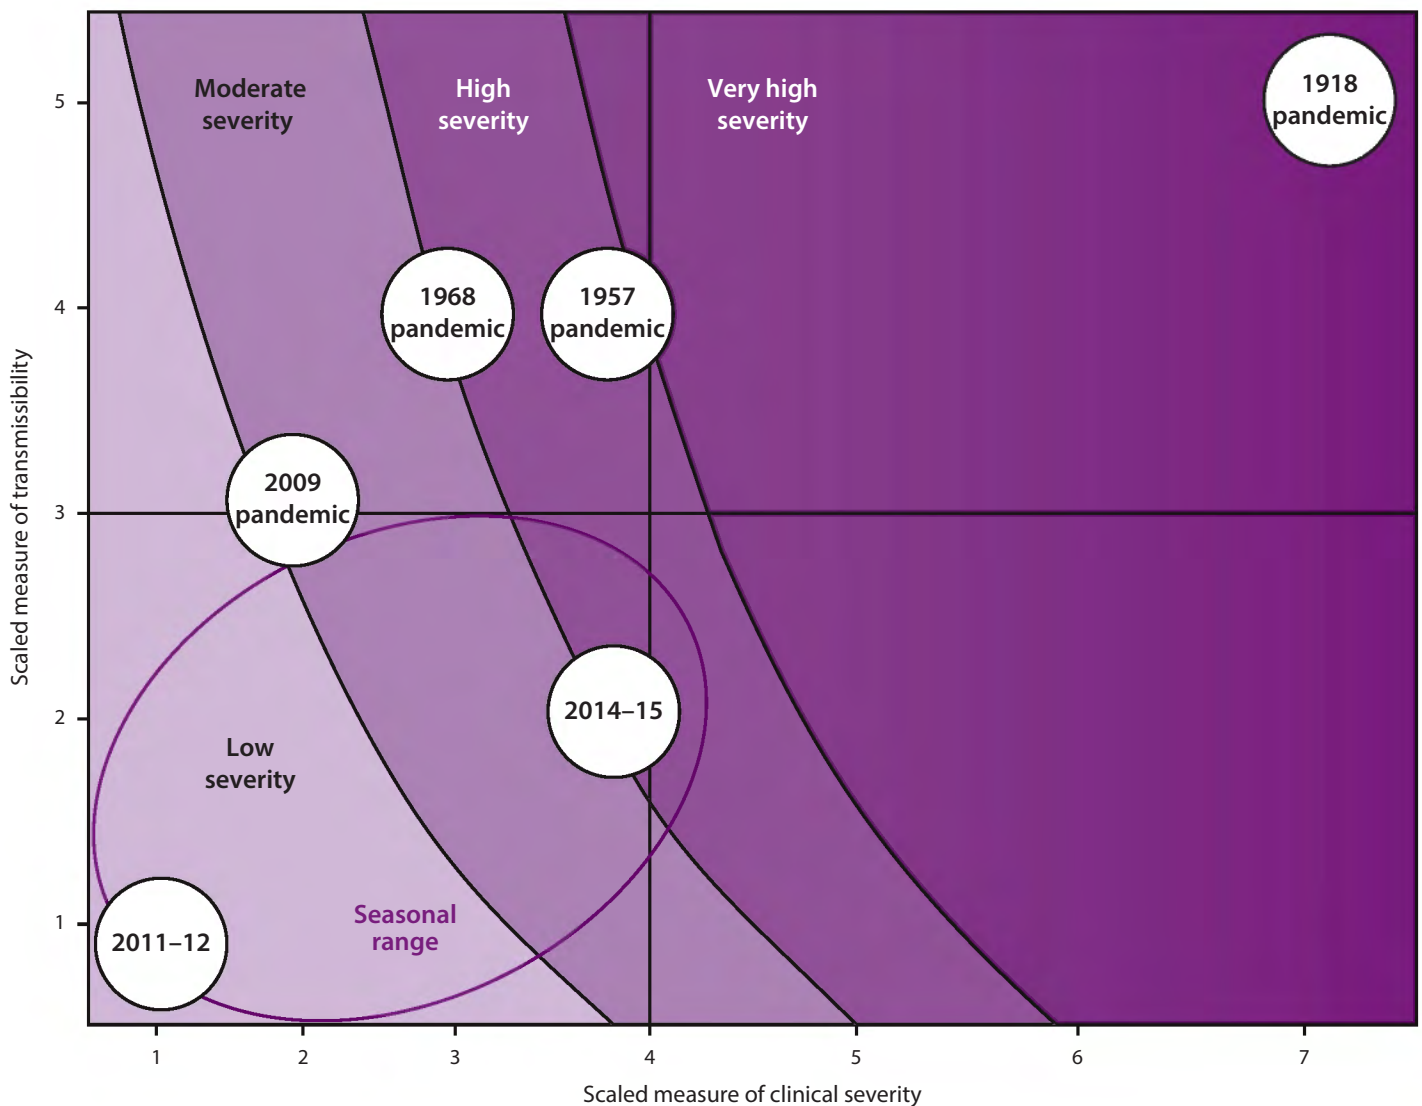 Moderate
severity
High
severity
Very high
severity
1918
pandemic
5
1968
pandemic
1957
pandemic
4
2009
pandemic
3
Scaled measure of transmissibility
2014–15
2
Low
severity
Seasonal
range
1
2011–12
1 2 3 4 5 6 7
Scaled measure of clinical severity